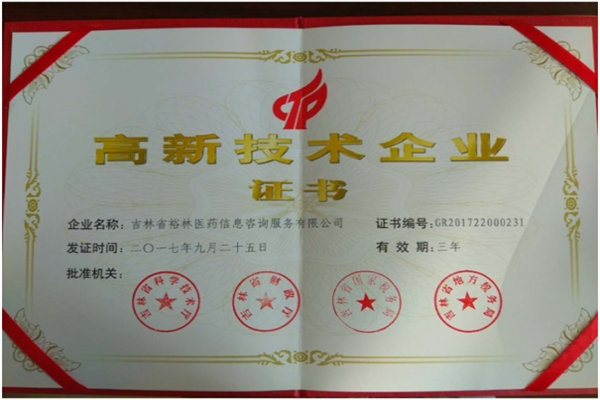 高新技术企业
证书
企业名称：吉林省裕林医药信息咨询服务有限公司
证书编号：GR201722000231
发证时间：二〇一七年九月二十五日
有 效 期：三年
批准机关：
吉林省科学技术厅
吉林省财政厅
吉林省国家税务局
吉林省地方税务局